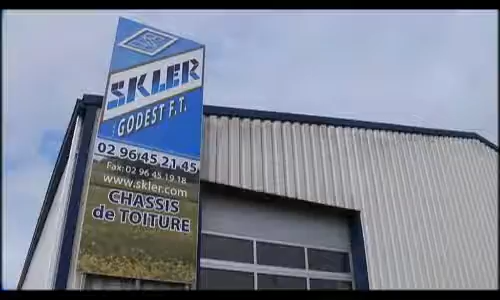 SKLER
GODEST F.T.
02 96 45 21 45
Fax: 02 96 45 19 18
www.skler.com
CHASSIS
de TOITURE